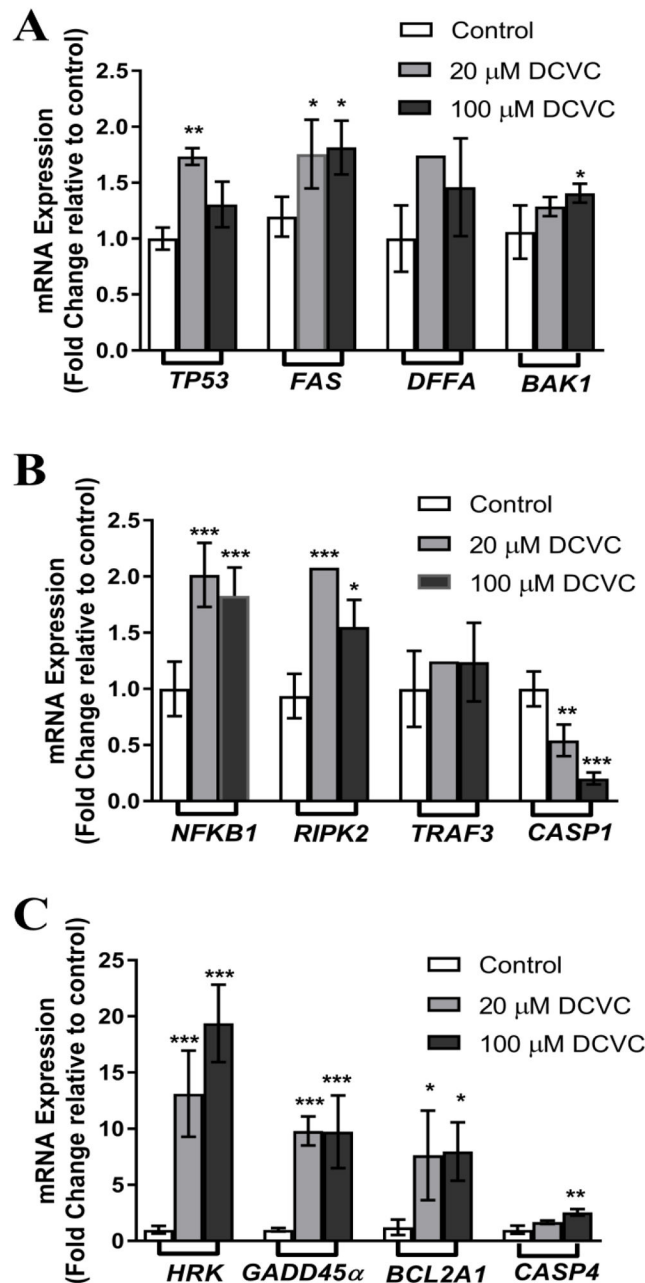 A
Control
20 μM DCVC
100 μM DCVC
mRNA Expression
(Fold Change relative to control)
2.5
2.0
1.5
1.0
0.5
0.0
** * * *
TP53 FAS DFFA BAK1
B
Control
20 μM DCVC
100 μM DCVC
mRNA Expression
(Fold Change relative to control)
2.5
2.0
1.5
1.0
0.5
0.0
*** *** *** * ** ***
NFKB1 RIPK2 TRAF3 CASP1
C
Control
20 μM DCVC
100 μM DCVC
mRNA Expression
(Fold Change relative to control)
25
20
15
10
5
0
*** *** *** *** * * **
HRK GADD45α BCL2A1 CASP4